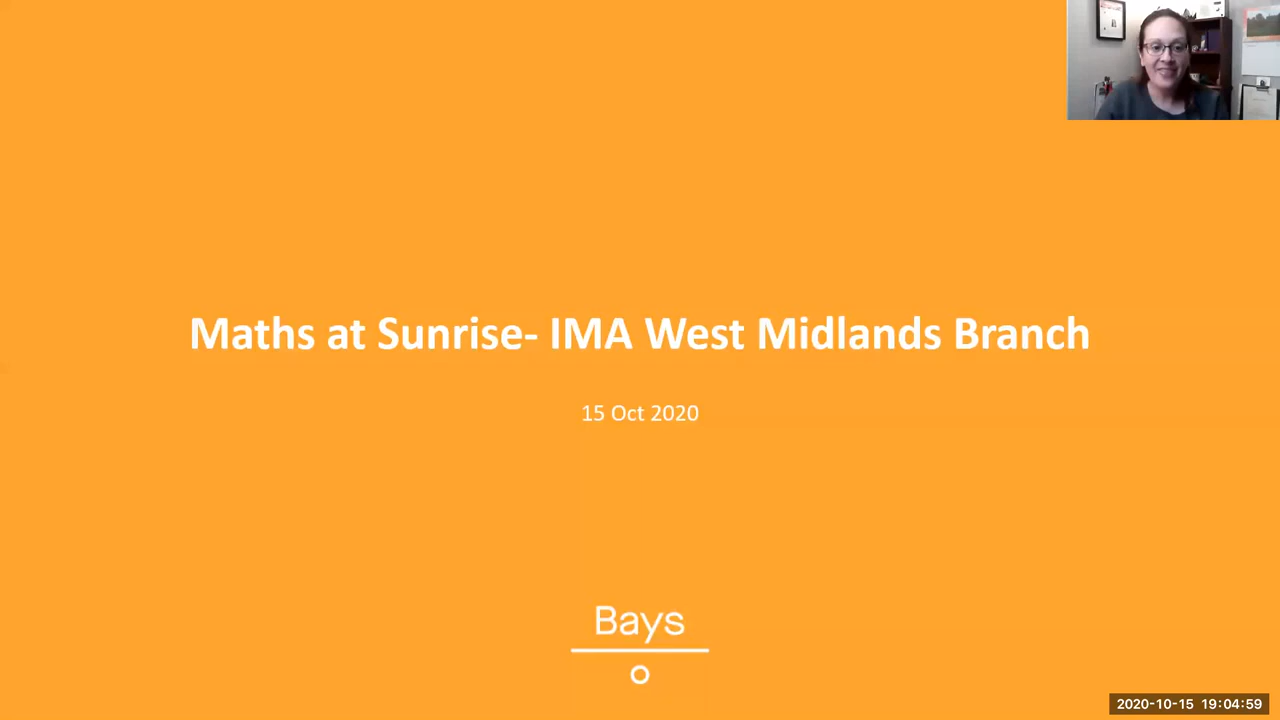 Maths at Sunrise- IMA West Midlands Branch
15 Oct 2020
Bays
2020-10-15 19:04:59